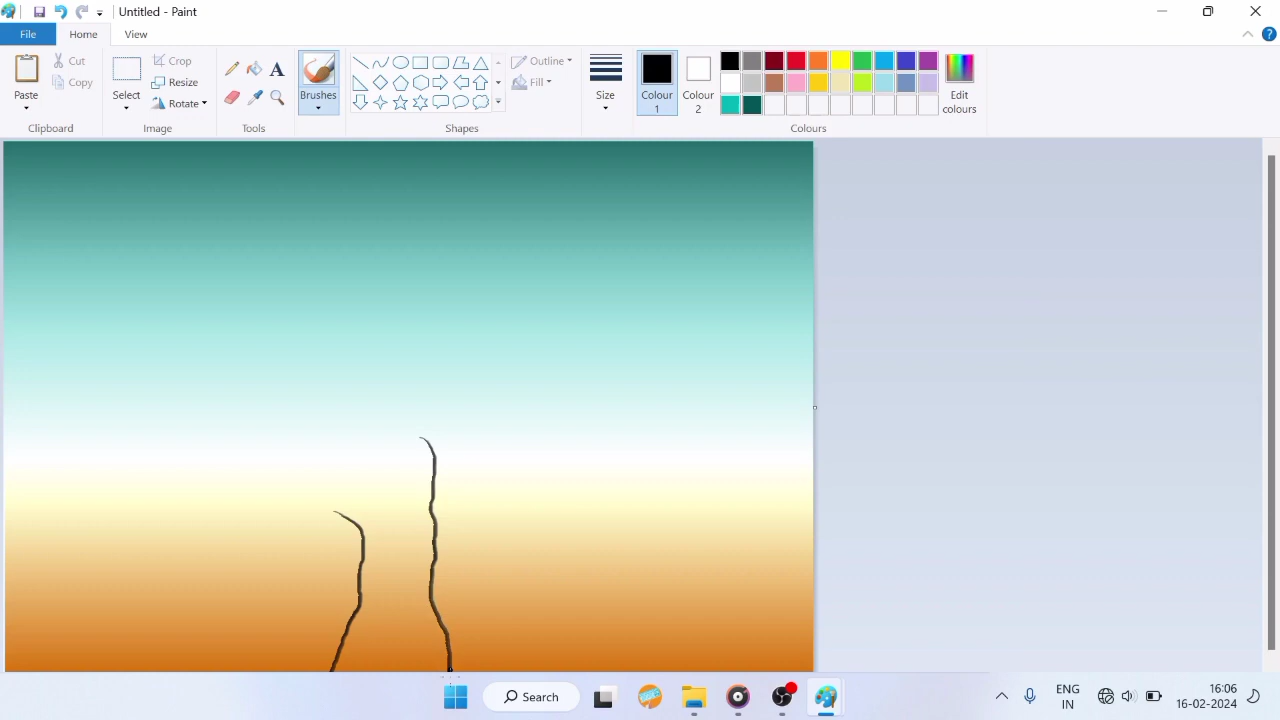 Untitled - Paint
File
Home
View
Paste
Cut
Copy
Clipboard
Select
Crop
Resize
Rotate
Image
A
Tools
Brushes
Outline
Fill
Shapes
Size
Colour
1
Colour
2
Edit
colours
Colours
Search
ENG
IN
16:06
16-02-2024